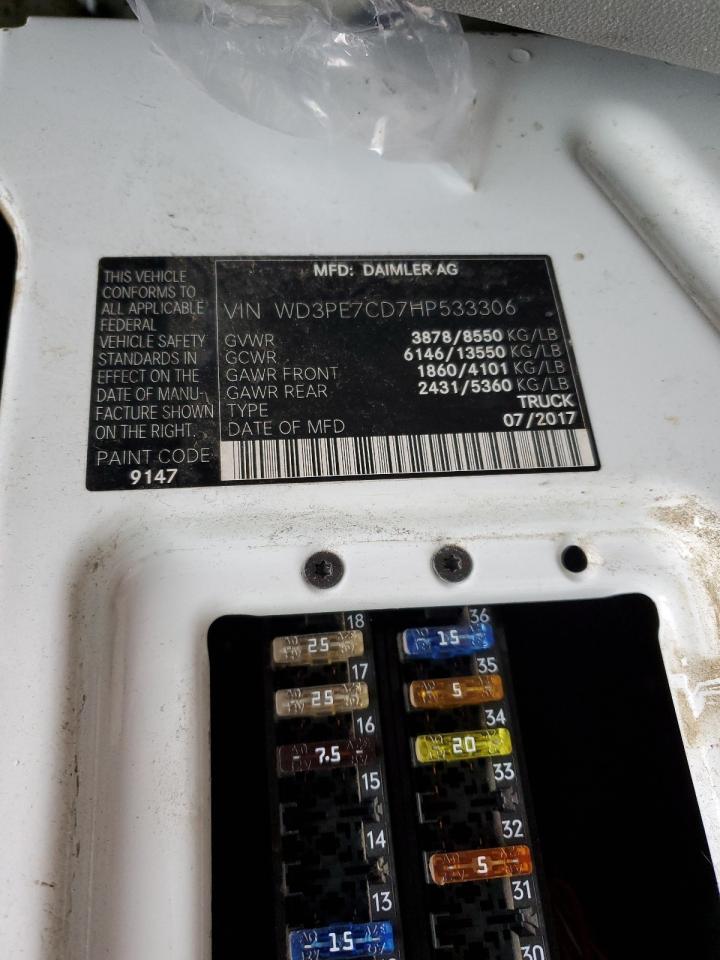 THIS VEHICLE
CONFORMS TO
ALL APPLICABLE
FEDERAL
VEHICLE SAFETY
STANDARDS IN
EFFECT ON THE
DATE OF MANU-
FACTURE SHOWN
ON THE RIGHT.
PAINT CODE
9147
MFD: DAIMLER AG
VIN WD3PE7CD7HP533306
GVWR 3878/8550 KG/LB
GCWR 6146/13550 KG/LB
GAWR FRONT 1860/4101 KG/LB
GAWR REAR 2431/5360 KG/LB
TYPE TRUCK
DATE OF MFD 07/2017
18 36
25 15
17 35
25 5
16 34
7.5 20
15 33
14 32
5
13 31
15
30